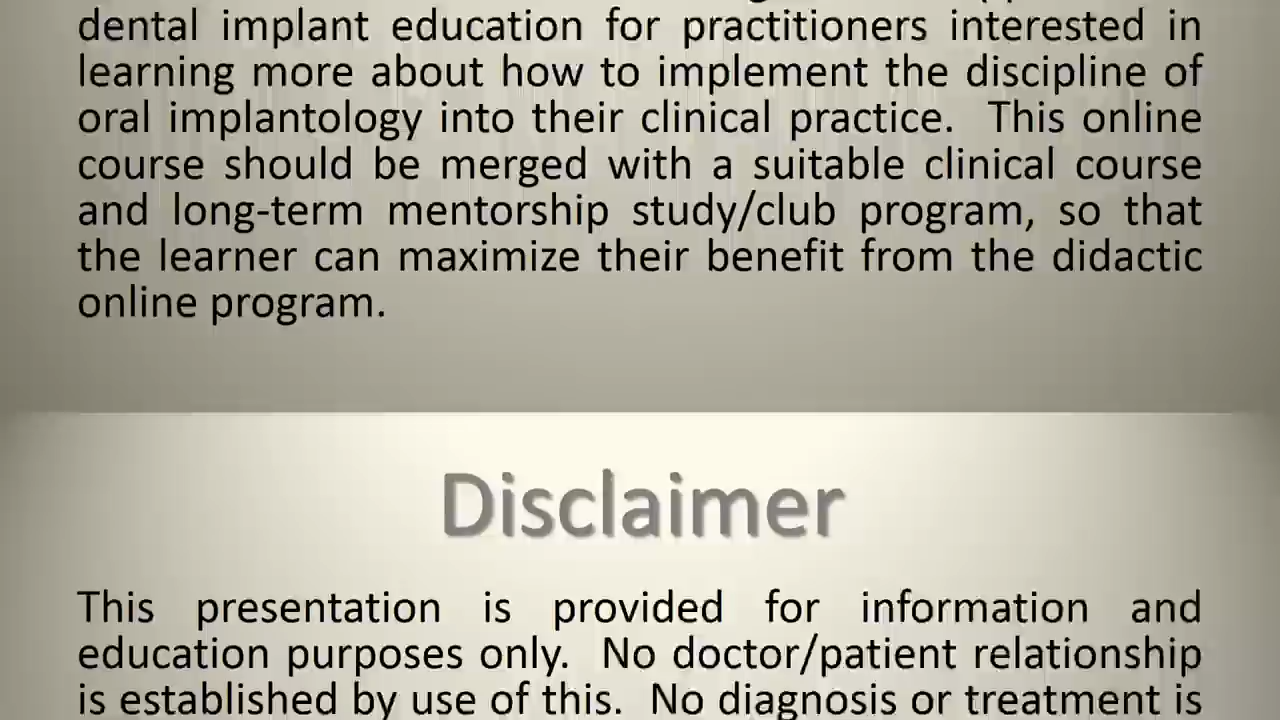 dental implant education for practitioners interested in
learning more about how to implement the discipline of
oral implantology into their clinical practice. This online
course should be merged with a suitable clinical course
and long-term mentorship study/club program, so that
the learner can maximize their benefit from the didactic
online program.
Disclaimer
This presentation is provided for information and
education purposes only. No doctor/patient relationship
is established by use of this. No diagnosis or treatment is